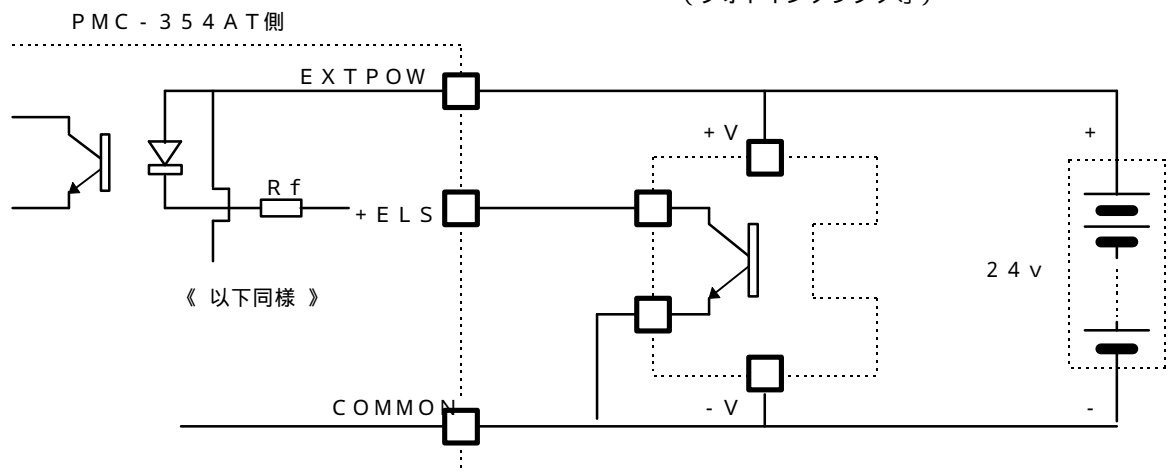 PMC-354AT側
EXTPOW
+V
+
Rf
+ELS
24v
《 以下同様 》
COMMON
-V
-